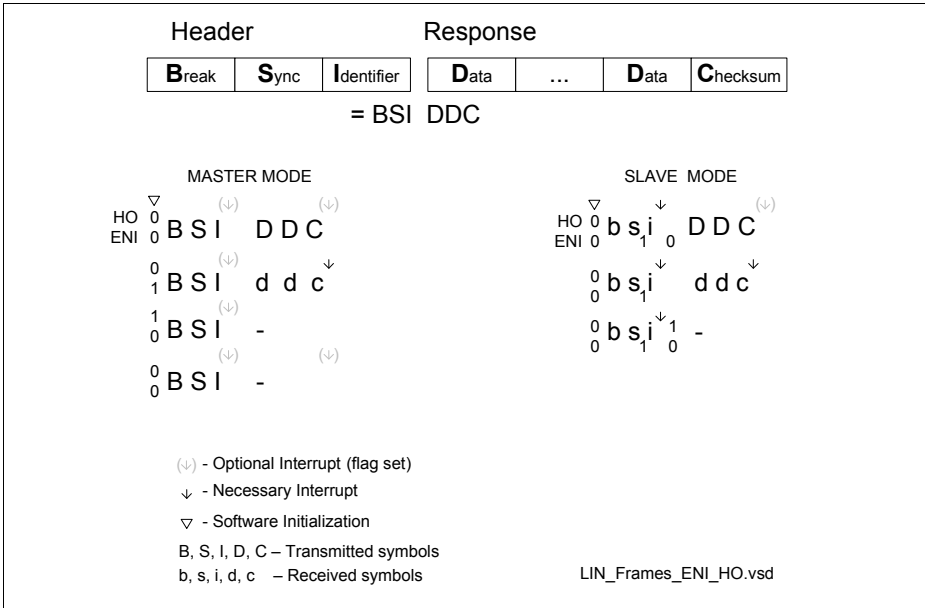 Header Response
Break Sync Identifier Data ... Data Checksum
= BSI DDC
MASTER MODE
HO 0
ENI 0 B S I (↓) D D C (↓)
0
1 B S I (↓) d d c ↓
1
0 B S I (↓) -
0
0 B S I (↓) - (↓)
SLAVE MODE
HO 0
ENI 0 b s 1 i ↓ 0 D D C (↓)
0
0 b s 1 i ↓ d d c ↓
0
0 b s 1 i ↓ 1 0 -
(↓) - Optional Interrupt (flag set)
↓ - Necessary Interrupt
▽ - Software Initialization
B, S, I, D, C – Transmitted symbols
b, s, i, d, c – Received symbols
LIN_Frames_ENI_HO.vsd